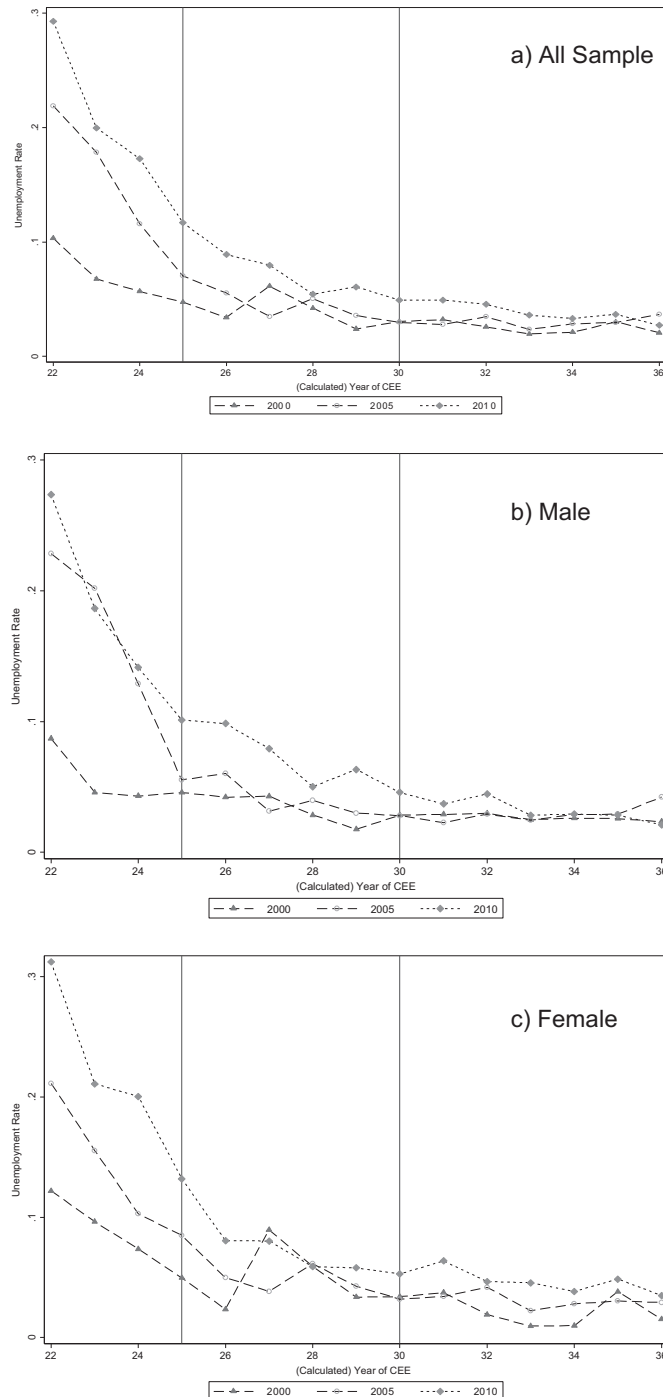 a) All Sample
.3
.2
.1
0
Unemployment Rate
22 24 26 28 30 32 34 36
(Calculated) Year of CEE
2000 2005 2010
b) Male
.3
.2
.1
0
Unemployment Rate
22 24 26 28 30 32 34 36
(Calculated) Year of CEE
2000 2005 2010
c) Female
.3
.2
.1
0
Unemployment Rate
22 24 26 28 30 32 34 36
(Calculated) Year of CEE
2000 2005 2010